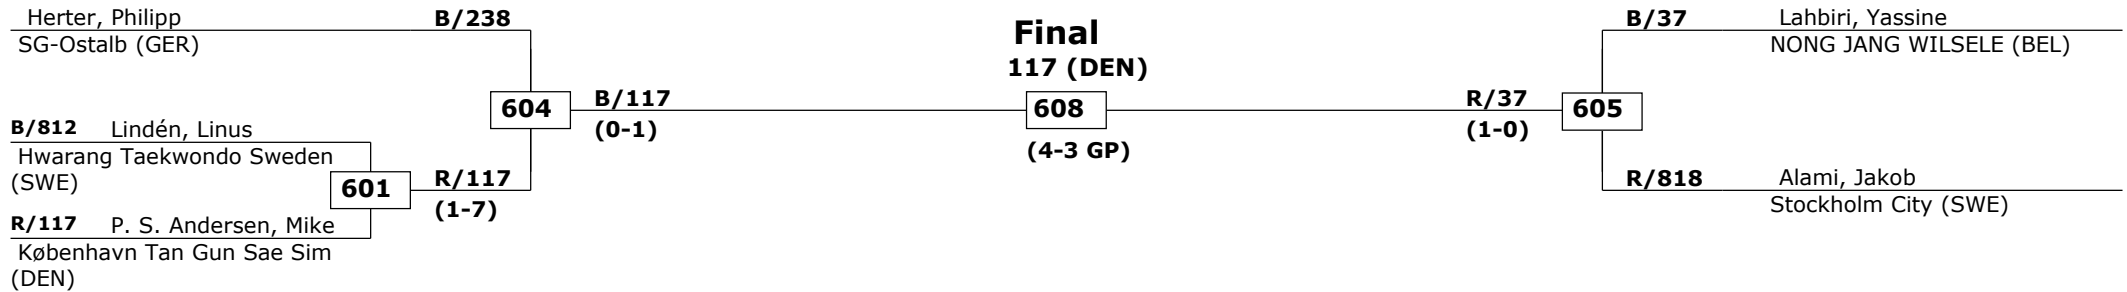 Herter, Philipp
B/238
SG-Ostalb (GER)
B/812 Lindén, Linus
Hwarang Taekwondo Sweden
(SWE)
601
R/117
(1-7)
R/117 P. S. Andersen, Mike
København Tan Gun Sae Sim
(DEN)
604
B/117
(0-1)
Final
117 (DEN)
608
(4-3 GP)
R/37
(1-0)
605
B/37 Lahbiri, Yassine
NONG JANG WILSELE (BEL)
R/818 Alami, Jakob
Stockholm City (SWE)